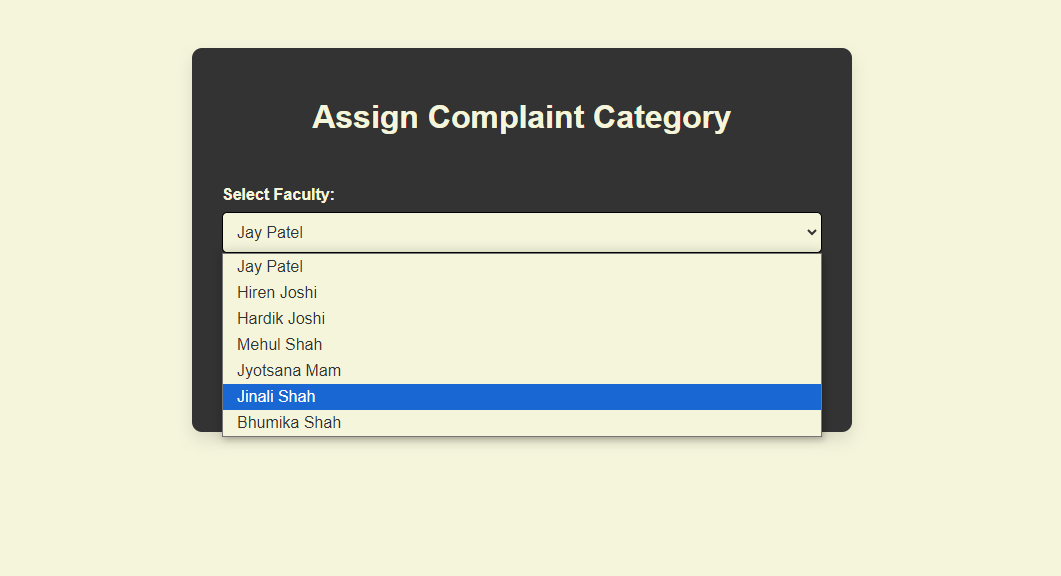 Assign Complaint Category
Select Faculty:
Jay Patel
Jay Patel
Hiren Joshi
Hardik Joshi
Mehul Shah
Jyotsana Mam
Jinali Shah
Bhumika Shah